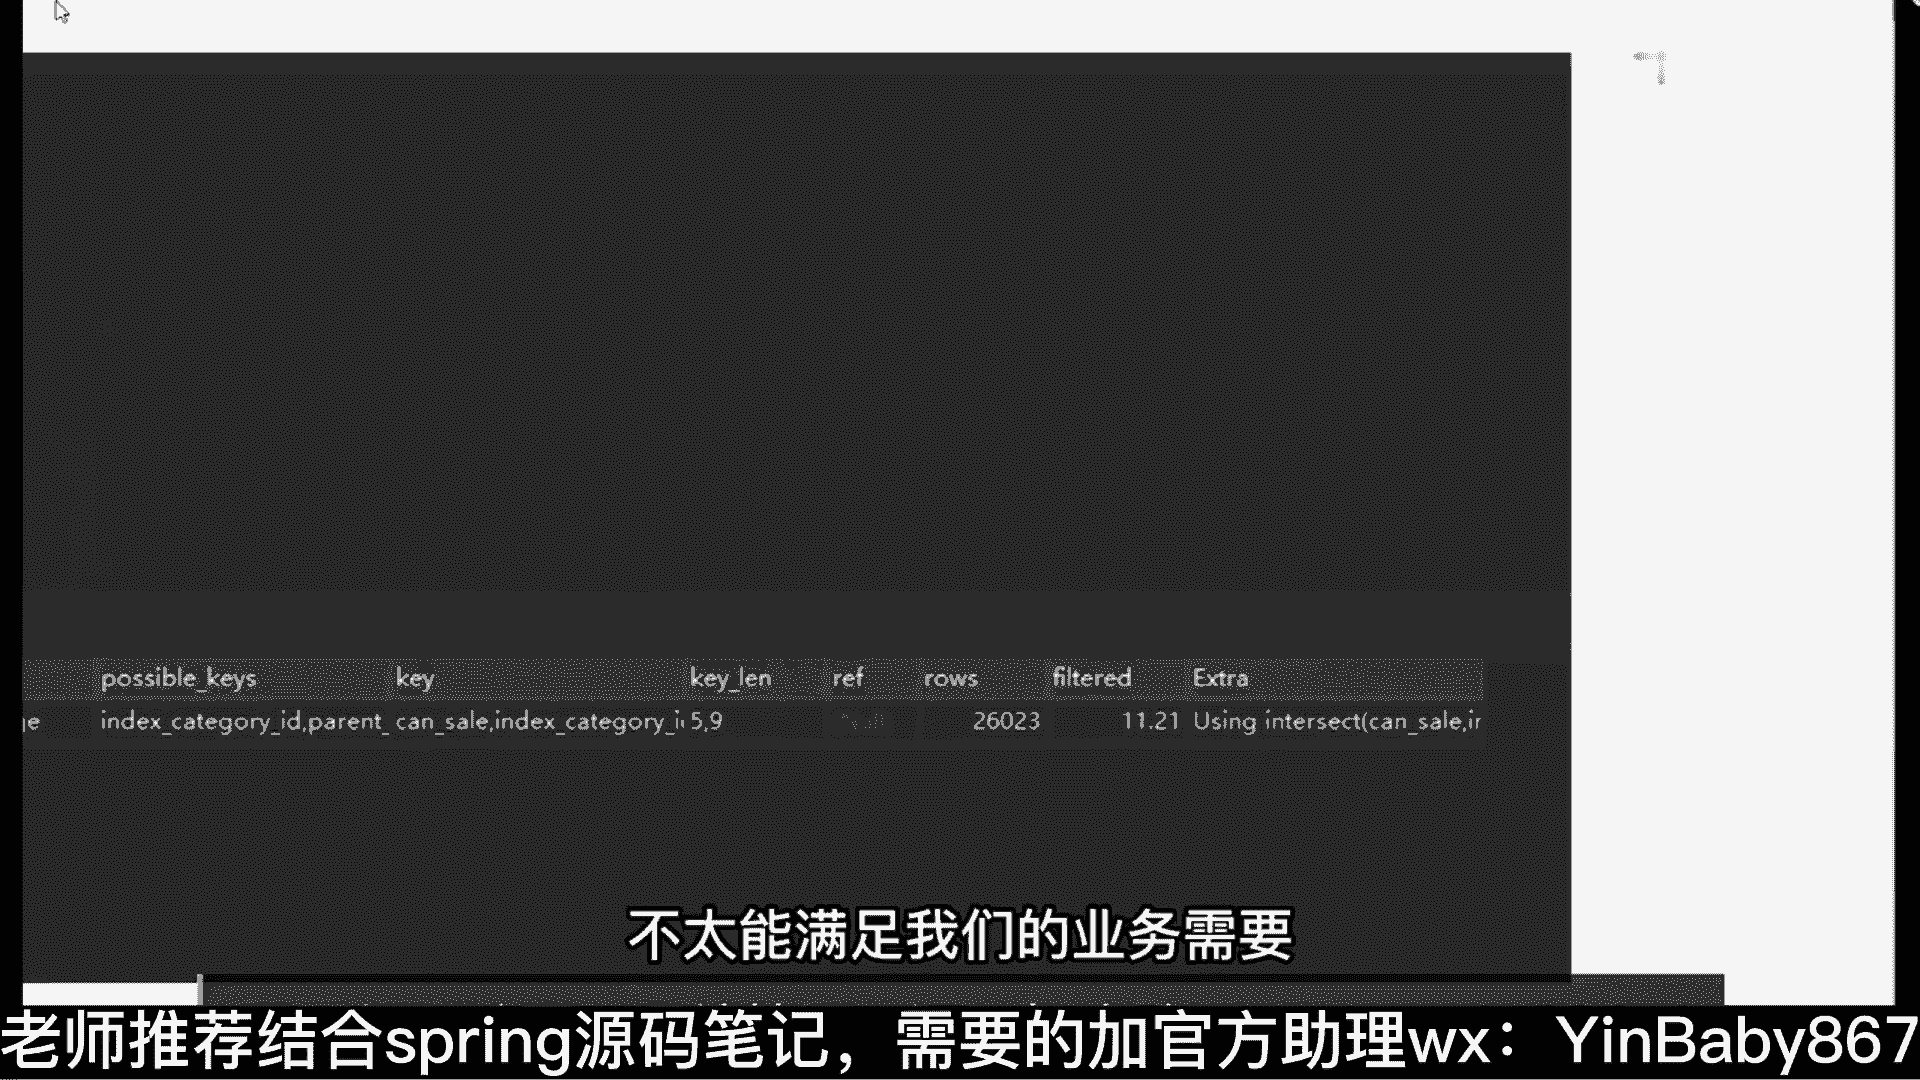 possible_keys key key_len ref rows filtered Extra
ge index_category_id,parent_ can_sale,index_category_i 5,9 26023 11.21 Using intersect(can_sale,ir
不太能满足我们的业务需要
老师推荐结合spring源码笔记，需要的加官方助理wx：YinBaby867